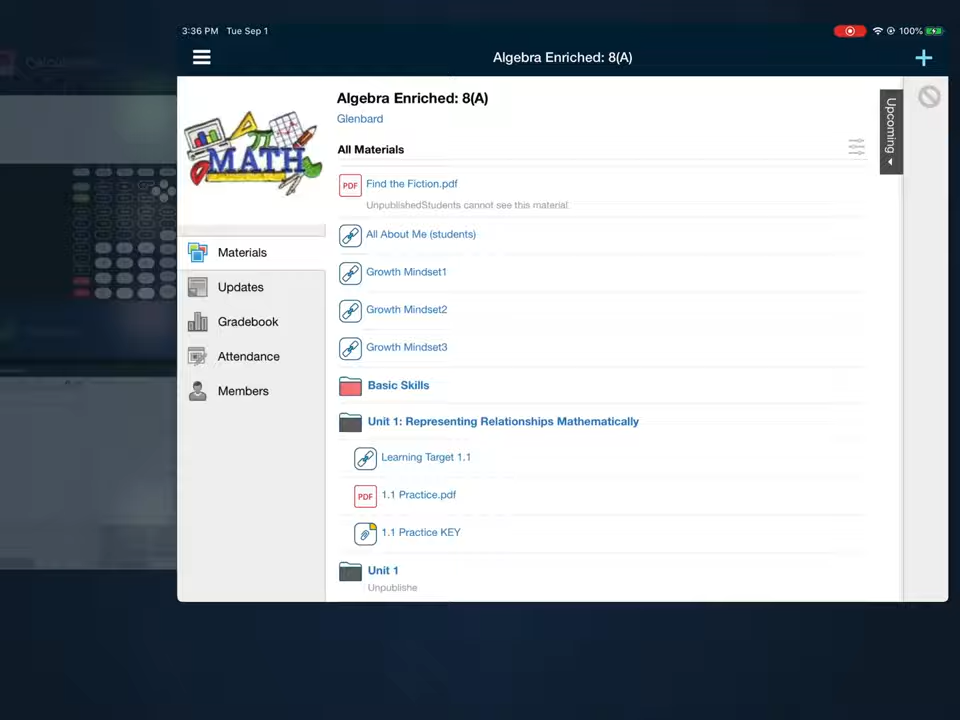 3:36 PM Tue Sep 1
100%
Algebra Enriched: 8(A)
MATH
Algebra Enriched: 8(A)
Glenbard
All Materials
Upcoming
Find the Fiction.pdf
PDF
UnpublishedStudents cannot see this material
All About Me (students)
Growth Mindset1
Growth Mindset2
Growth Mindset3
Basic Skills
Unit 1: Representing Relationships Mathematically
Learning Target 1.1
PDF
1.1 Practice.pdf
1.1 Practice KEY
Unit 1
Unpublishe
Materials
Updates
Gradebook
Attendance
Members